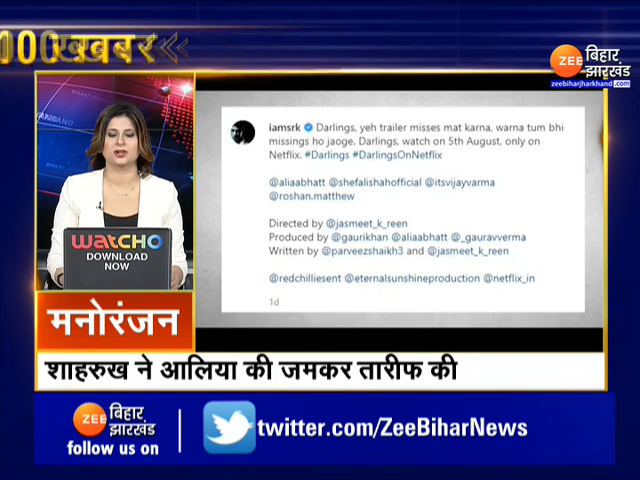 100 खबर
ZEE बिहार झारखंड
zeebiharjharkhand.com
iamsrk Darlings, yeh trailer misses mat karna, warna tum bhi
missings ho jaoge. Darlings, watch on 5th August, only on
Netflix. #Darlings #DarlingsOnNetflix
@aliaabhatt @shefalishahofficial @itsvijayvarma
@roshan.matthew
Directed by @jasmeet_k_reen
Produced by @gaurikhan @aliaabhatt @_gauravverma
Written by @parveezshaikh3 and @jasmeet_k_reen
@redchilliesent @eternalsunshineproduction @netflix_in
1d
WATCHO
DOWNLOAD
NOW
मनोरंजन
शाहरुख ने आलिया की जमकर तारीफ की
ZEE बिहार झारखंड
follow us on
twitter.com/ZeeBiharNews